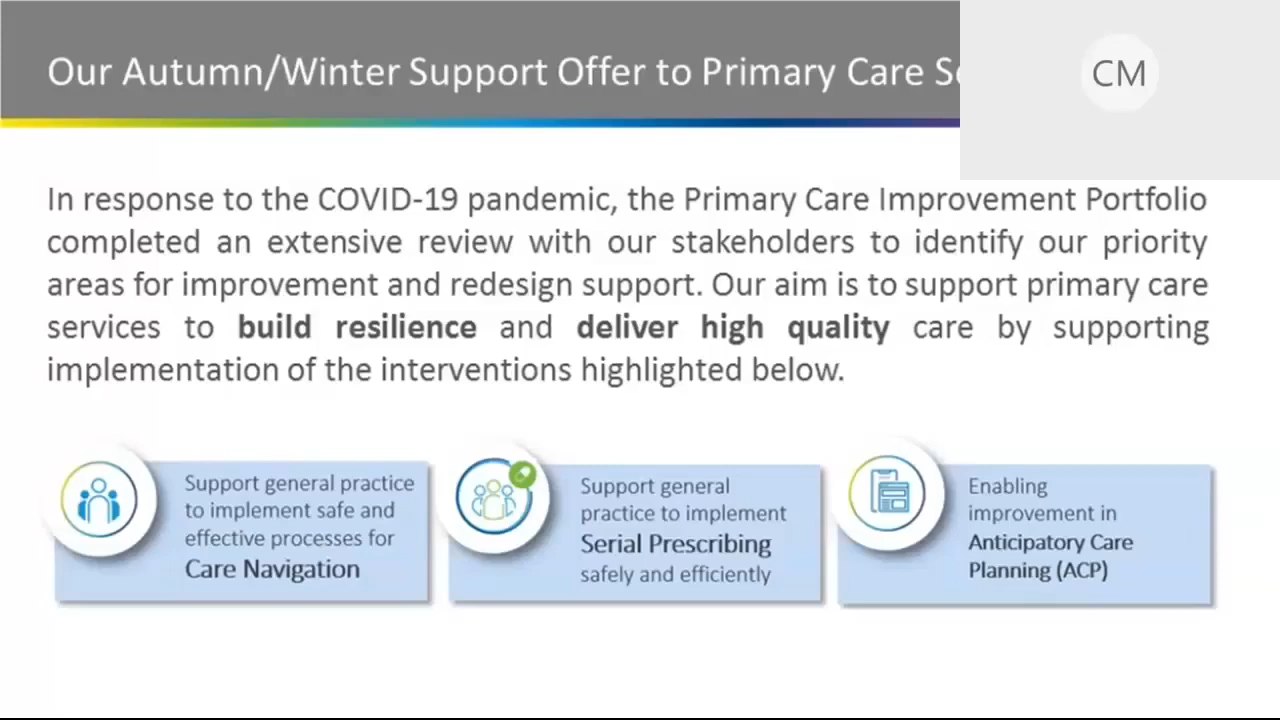 Our Autumn/Winter Support Offer to Primary Care
CM
In response to the COVID-19 pandemic, the Primary Care Improvement Portfolio
completed an extensive review with our stakeholders to identify our priority
areas for improvement and redesign support. Our aim is to support primary care
services to build resilience and deliver high quality care by supporting
implementation of the interventions highlighted below.
Support general practice
to implement safe and
effective processes for
Care Navigation
Support general
practice to implement
Serial Prescribing
safely and efficiently
Enabling
improvement in
Anticipatory Care
Planning (ACP)